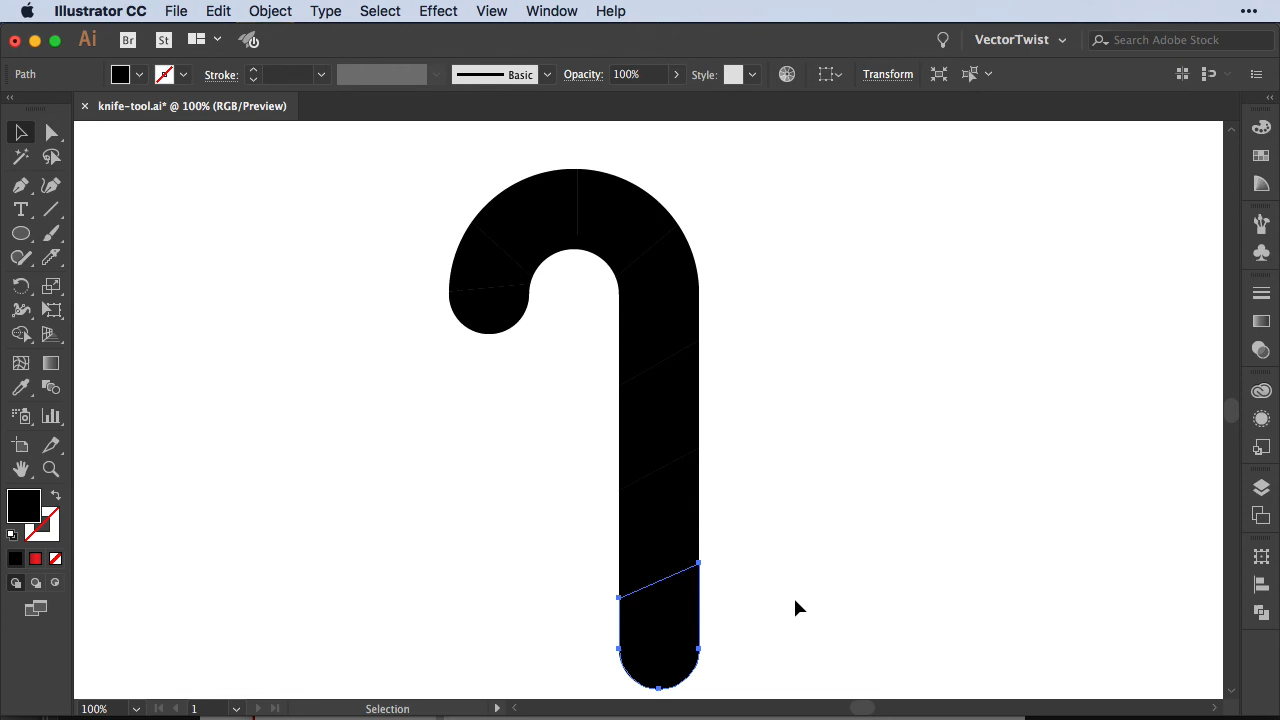 Illustrator CC File Edit Object Type Select Effect View Window Help
Ai Br St VectorTwist Search Adobe Stock
Path Stroke: Basic Opacity: 100% Style: Transform
× knife-tool.ai* @ 100% (RGB/Preview)
T
100% 1 Selection